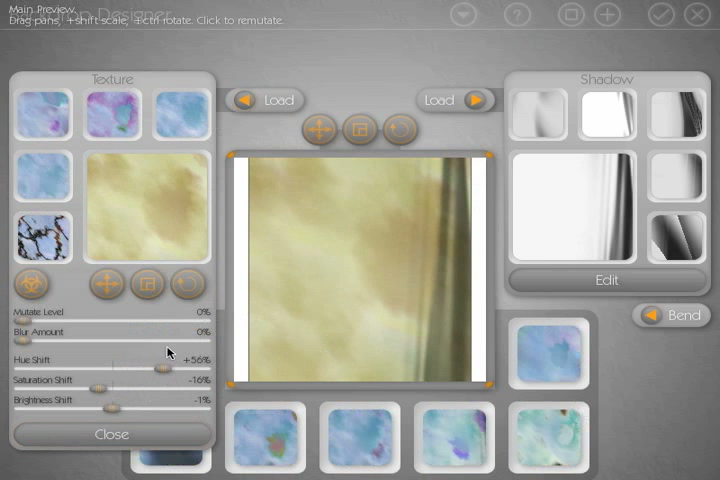 Main Preview
Drag pans, +shift scale, +ctrl rotate. Click to remutate.
Designer
Texture
Load
Load
Shadow
Edit
Bend
Mutate Level 0%
Blur Amount 0%
Hue Shift +56%
Saturation Shift -16%
Brightness Shift -1%
Close